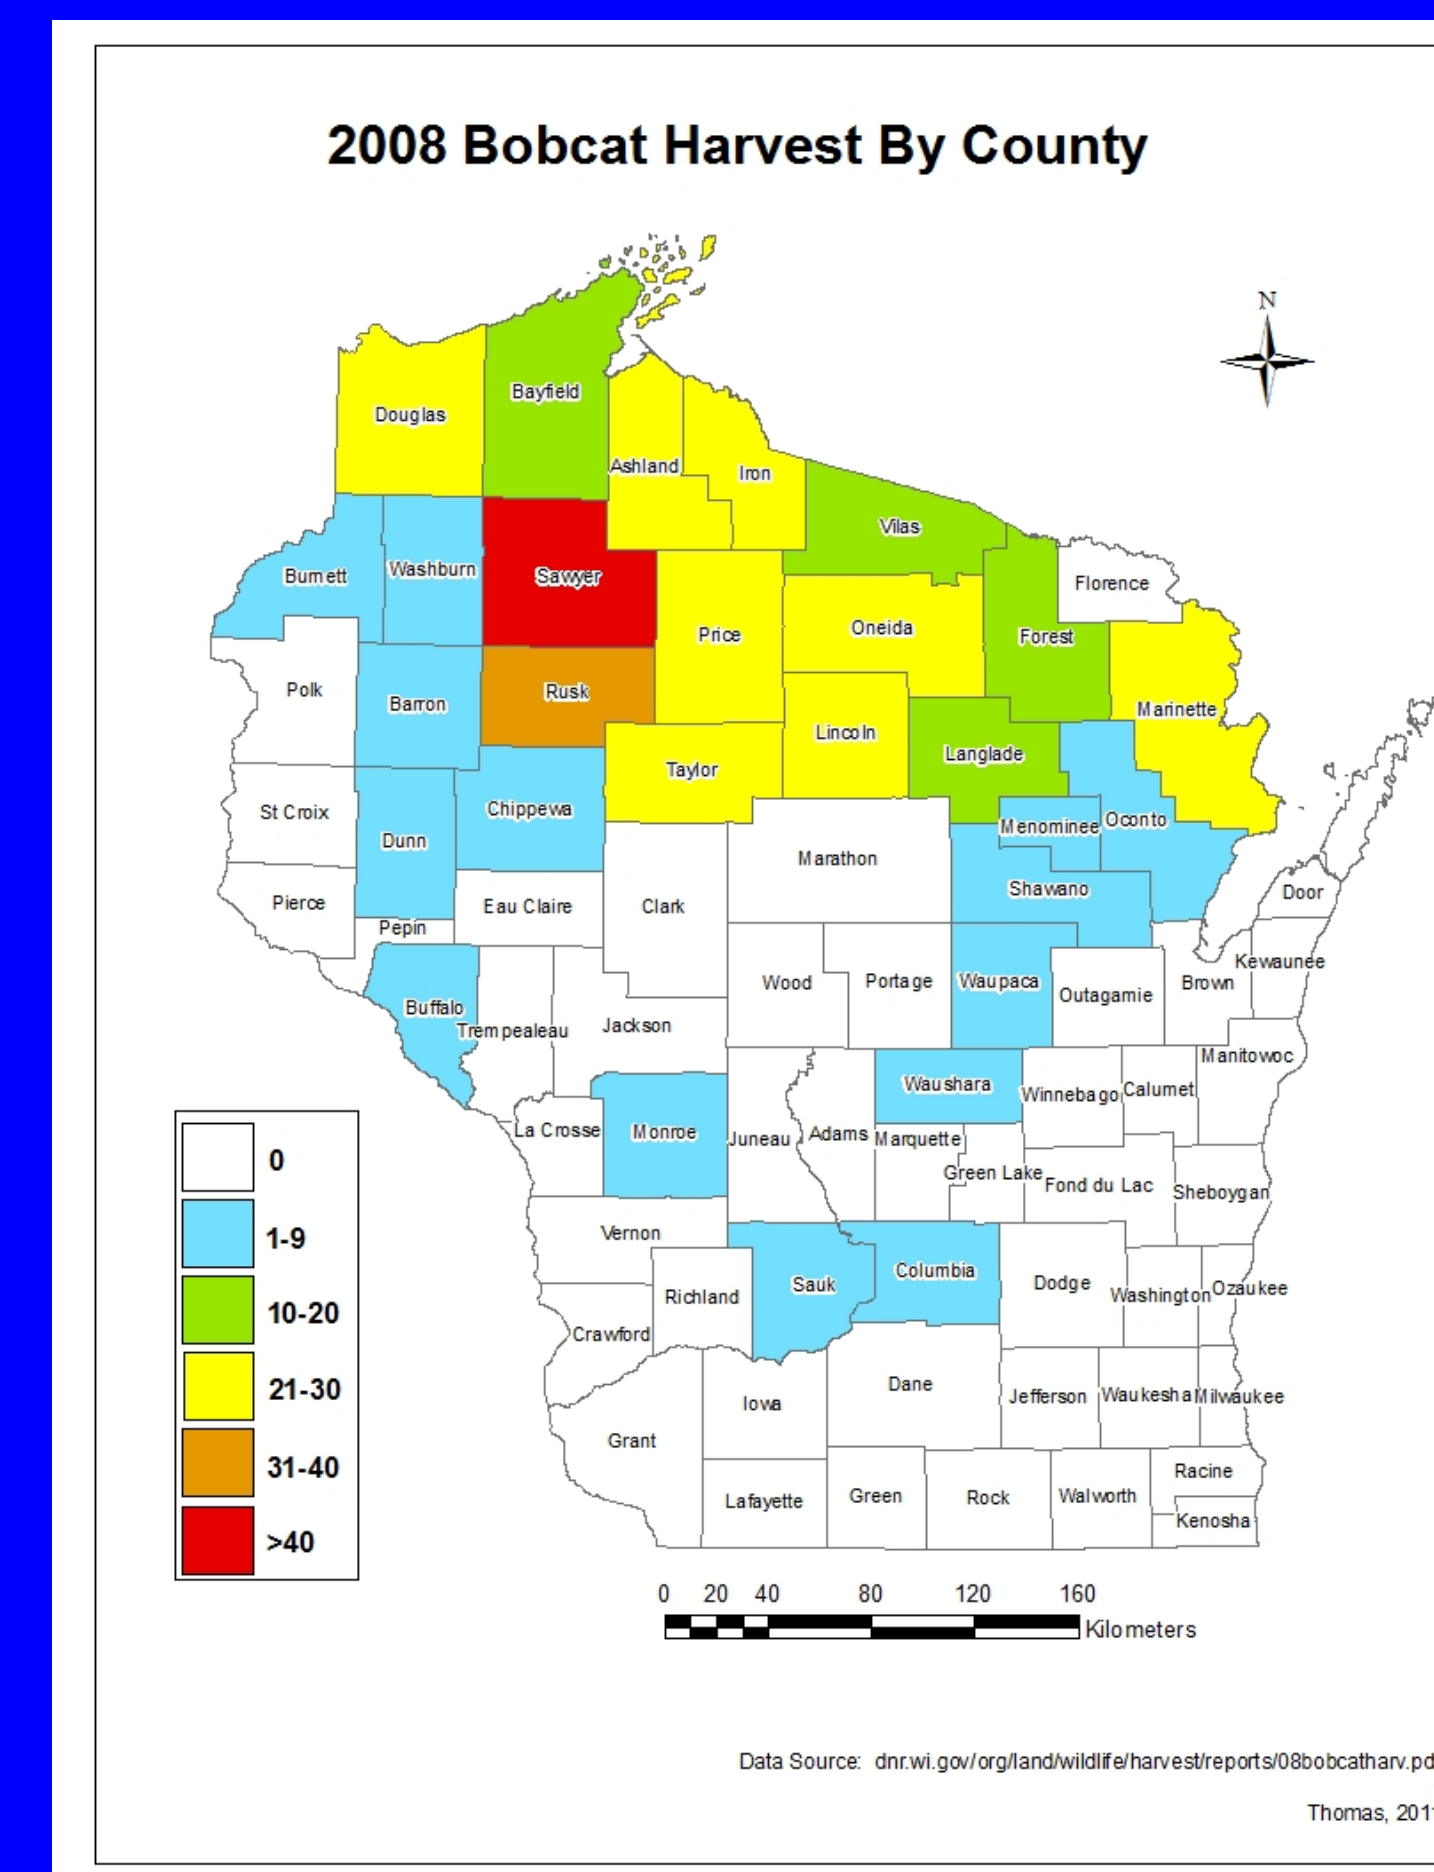 2008 Bobcat Harvest By County
N
Bayfield
Douglas
Ashland
Iron
Vilas
Burnett
Washburn
Sawyer
Florence
Price
Oneida
Forest
Polk
Barron
Rusk
Marinette
Lincoln
Langlade
Taylor
St Croix
Chippewa
Dunn
Menominee
Oconto
Marathon
Shawano
Door
Pierce
Eau Claire
Clark
Pepin
Kewaunee
Wood
Portage
Waupaca
Brown
Outagamie
Buffalo
Trempealeau
Jackson
Manitowoc
Waushara
Winnebago
Calumet
La Crosse
Monroe
Juneau
Adams
Marquette
Green Lake
Fond du Lac
Sheboygan
Vernon
Sauk
Columbia
Dodge
Washington
Ozaukee
Richland
Crawford
Dane
Iowa
Jefferson
Waukesha
Milwaukee
Grant
Lafayette
Green
Rock
Walworth
Racine
Kenosha
0
1-9
10-20
21-30
31-40
>40
0 20 40 80 120 160
Kilometers
Data Source: dnr.wi.gov/org/land/wildlife/harvest/reports/08bobcatharv.pd
Thomas, 201